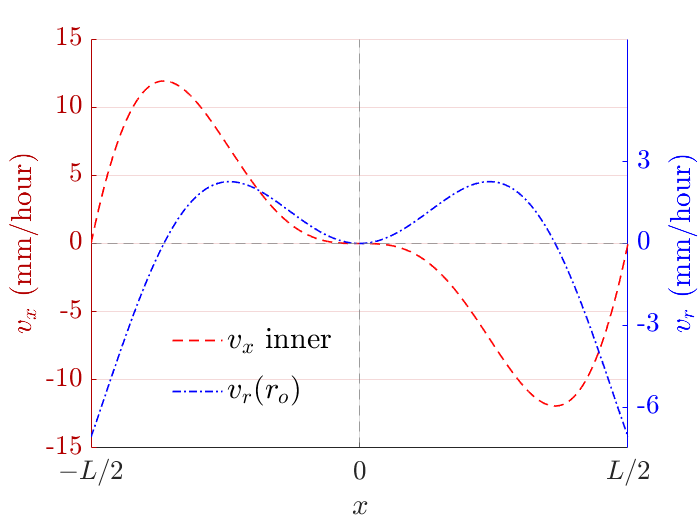 15
10
5
0
-5
-10
-15
v_x (mm/hour)
3
0
-3
-6
v_r (mm/hour)
v_x inner
v_r(r_o)
−L/2
0
L/2
x